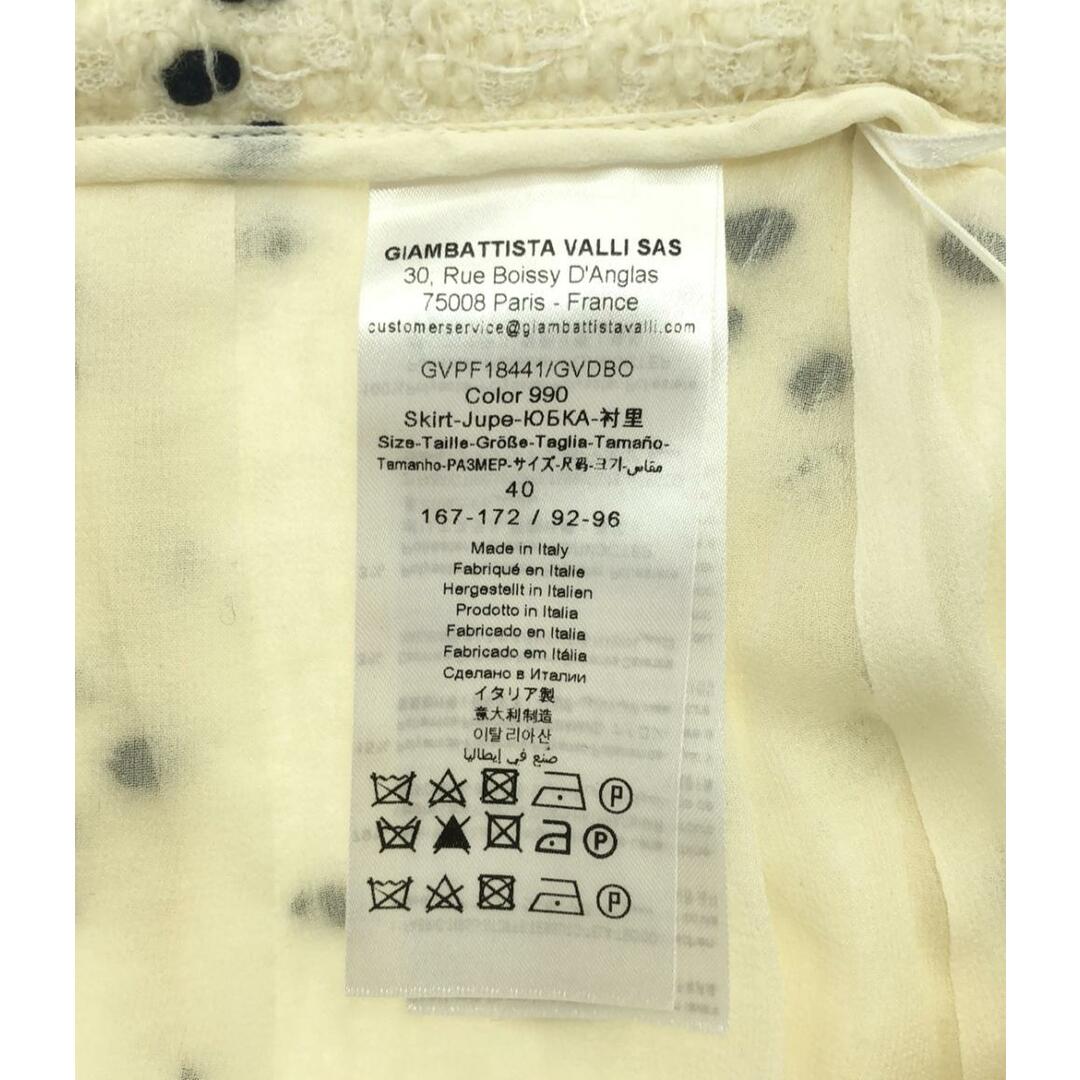 GIAMBATTISTA VALLI SAS
30, Rue Boissy D'Anglas
75008 Paris - France
customerservice@giambattistavalli.com
GVPF18441/GVDBO
Color 990
Skirt-Jupe-ЮБКА-衬里
Size-Taille-Größe-Taglia-Tamaño-
Tamanho-РАЗМЕР-サイズ-尺码-크기-مقاس
40
167-172 / 92-96
Made in Italy
Fabriqué en Italie
Hergestellt in Italien
Prodotto in Italia
Fabricado en Italia
Fabricado em Itália
Сделано в Италии
イタリア製
意大利制造
이탈리아산
صنع في إيطاليا
P
P
P